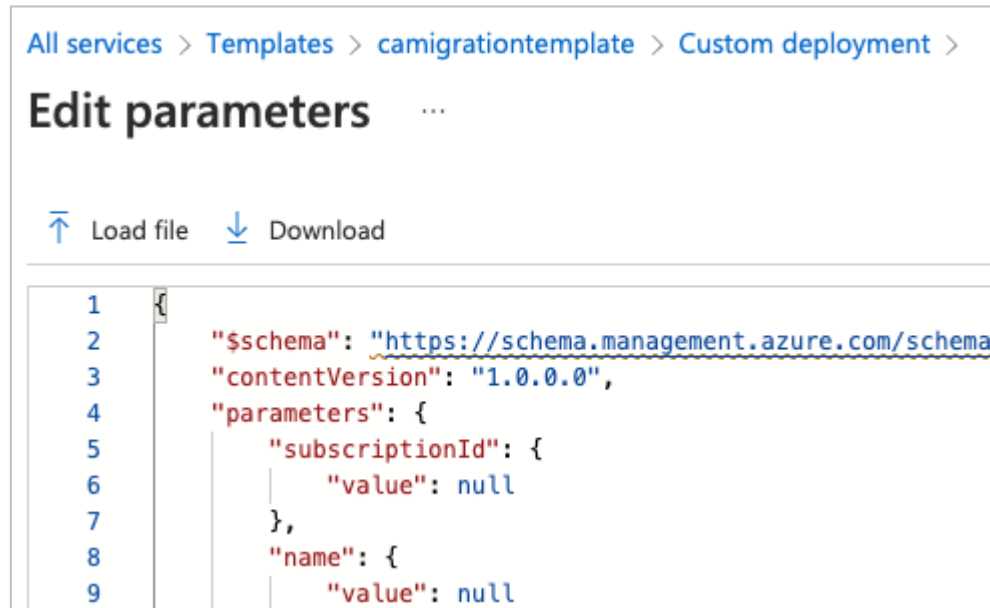 All services > Templates > camigrationtemplate > Custom deployment >
Edit parameters ...
Load file Download
1 {
2 "$schema": "https://schema.management.azure.com/schema
3 "contentVersion": "1.0.0.0",
4 "parameters": {
5 "subscriptionId": {
6 "value": null
7 },
8 "name": {
9 "value": null